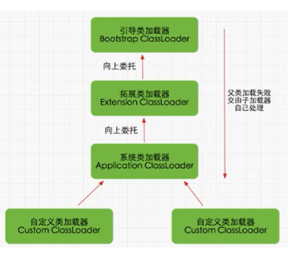 引导类加载器
Bootstrap ClassLoader
向上委托
父类加载失败
交由子加载器
自己处理
拓展类加载器
Extension ClassLoader
向上委托
系统类加载器
Application ClassLoader
自定义类加载器
Custom ClassLoader
自定义类加载器
Custom ClassLoader